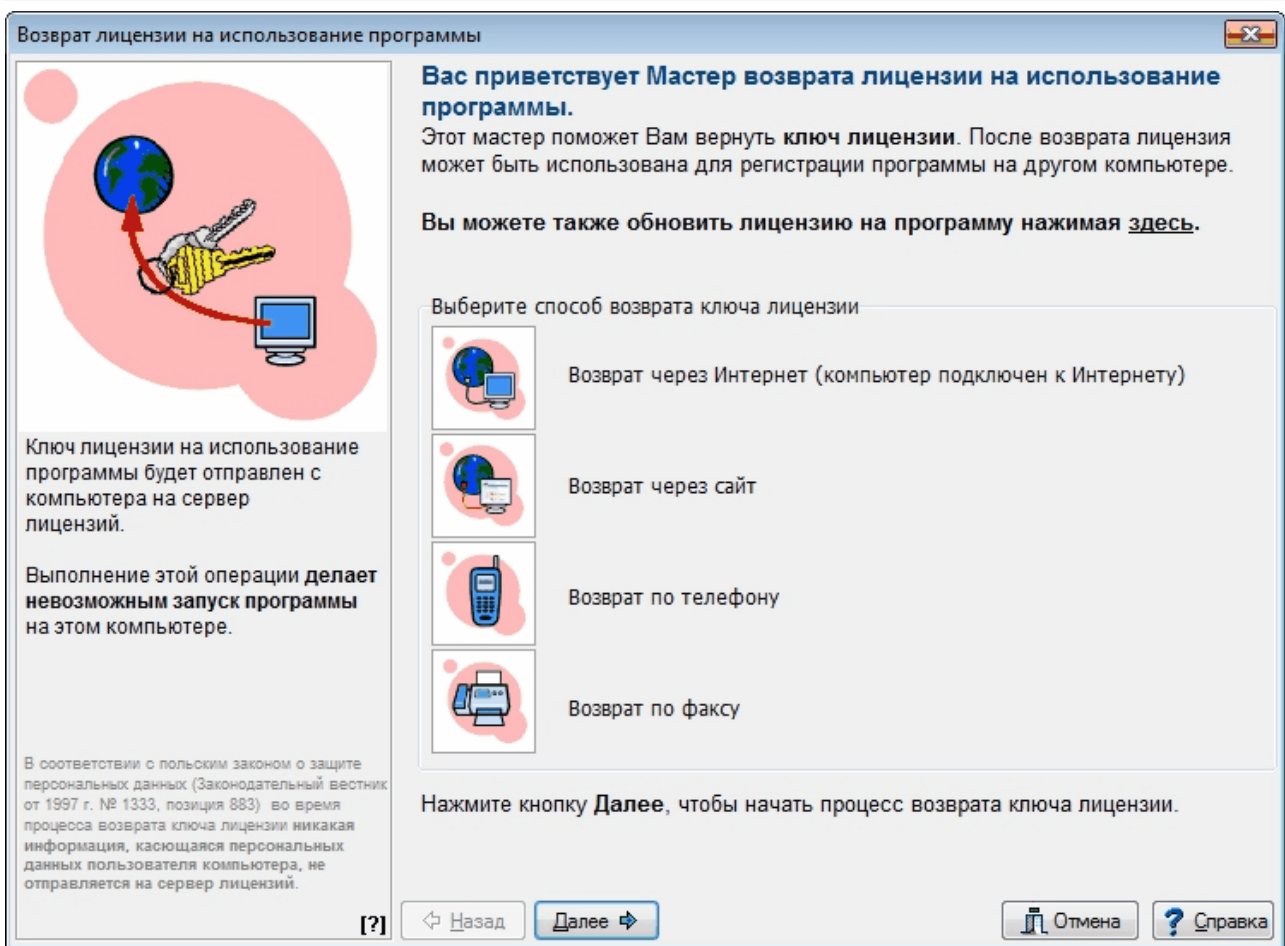 Возврат лицензии на использование программы
Вас приветствует Мастер возврата лицензии на использование
программы.
Этот мастер поможет Вам вернуть ключ лицензии. После возврата лицензия
может быть использована для регистрации программы на другом компьютере.
Вы можете также обновить лицензию на программу нажимая здесь.
Выберите способ возврата ключа лицензии
Возврат через Интернет (компьютер подключен к Интернету)
Возврат через сайт
Возврат по телефону
Возврат по факсу
Нажмите кнопку Далее, чтобы начать процесс возврата ключа лицензии.
Ключ лицензии на использование
программы будет отправлен с
компьютера на сервер
лицензий.
Выполнение этой операции делает
невозможным запуск программы
на этом компьютере.
В соответствии с польским законом о защите
персональных данных (Законодательный вестник
от 1997 г. № 1333, позиция 883) во время
процесса возврата ключа лицензии никакая
информация, касющаяся персональных
данных пользователя компьютера, не
отправляется на сервер лицензий.
[?]
Назад
Далее
Отмена
Справка